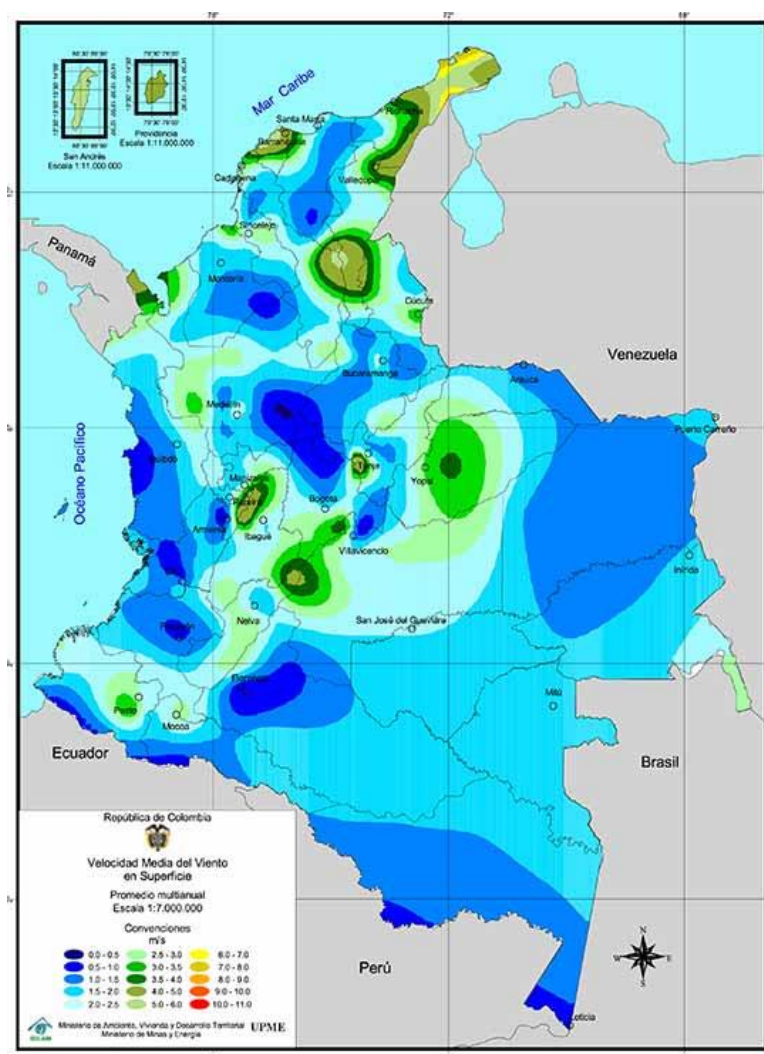 76°
72°
68°
San Andrés
Escala 1:11.000.000
Providencia
Escala 1:11.000.000
Mar Caribe
Santa Marta
Barranquilla
Cartagena
Valledupar
Sincelejo
Panamá
Montería
Cúcuta
Venezuela
Bucaramanga
Arauca
Medellín
Puerto Carreño
Océano Pacífico
Quibdó
Tunja
Yopal
Manizales
Pereira
Bogotá
Armenia
Ibagué
Villavicencio
Inírida
Neiva
San José del Guaviare
Florencia
Mitú
Pasto
Mocoa
Ecuador
Brasil
República de Colombia
Velocidad Media del Viento
en Superficie
Promedio multianual
Escala 1:7.000.000
Convenciones
m/s
0.0 - 0.5 2.5 - 3.0 6.0 - 7.0
0.5 - 1.0 3.0 - 3.5 7.0 - 8.0
1.0 - 1.5 3.5 - 4.0 8.0 - 9.0
1.5 - 2.0 4.0 - 5.0 9.0 - 10.0
2.0 - 2.5 5.0 - 6.0 10.0 - 11.0
Ministerio de Ambiente, Vivienda y Desarrollo Territorial UPME
Ministerio de Minas y Energía
Perú
N
W E
S
Leticia